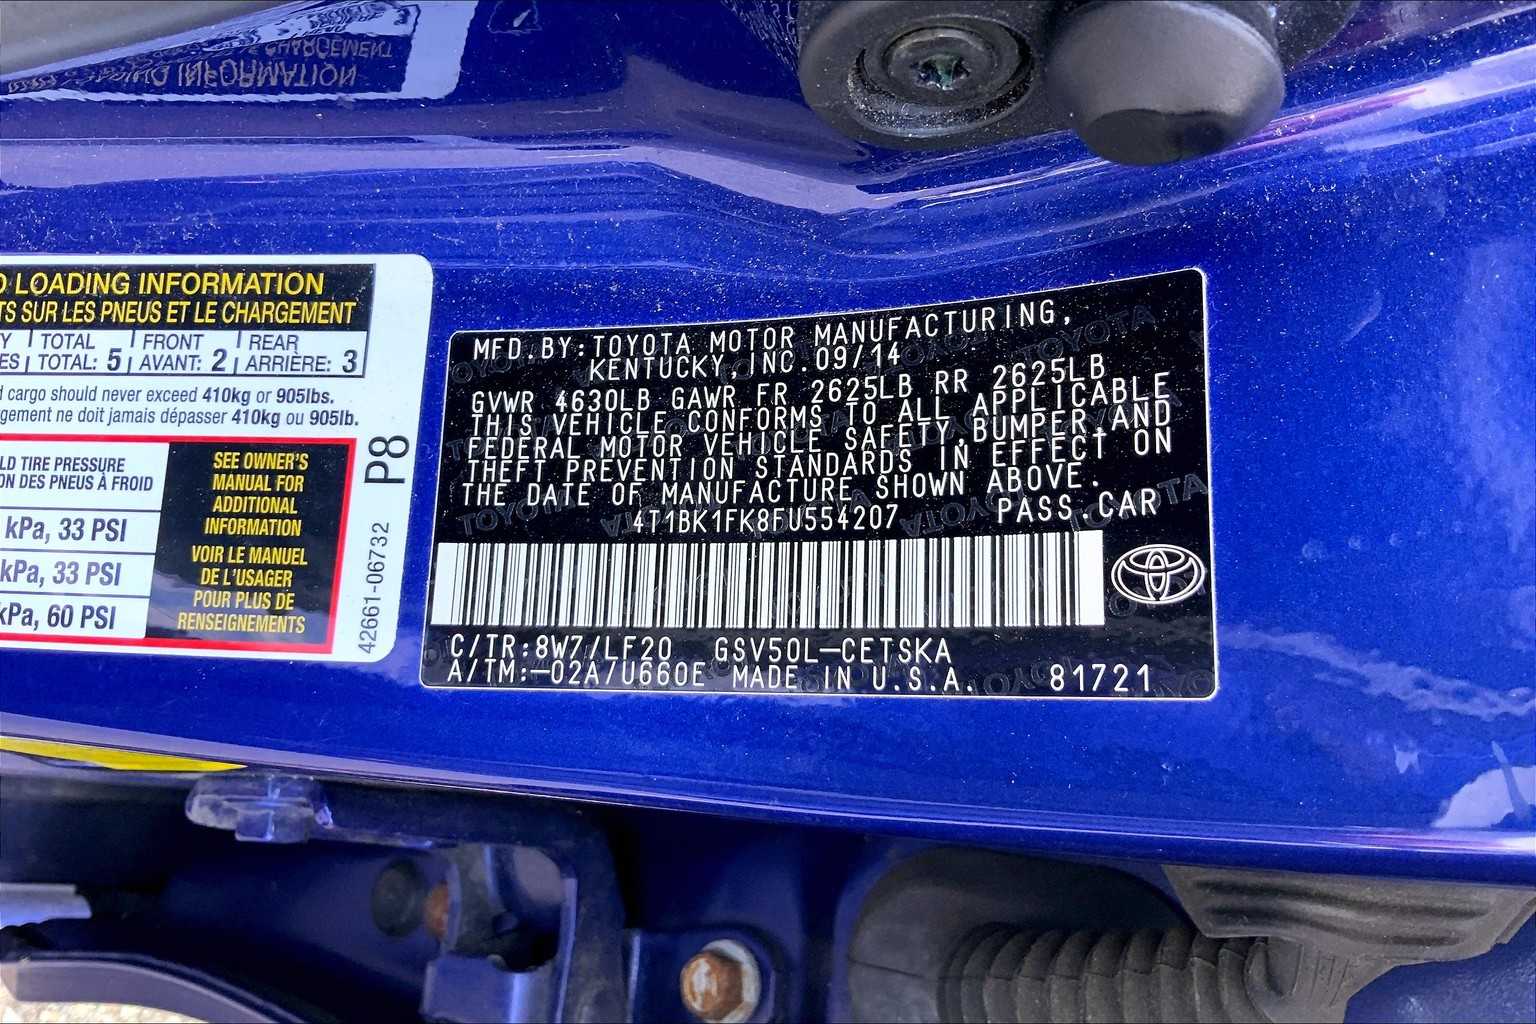 D LOADING INFORMATION
TS SUR LES PNEUS ET LE CHARGEMENT
Y | TOTAL | FRONT | REAR
ES | TOTAL: 5 | AVANT: 2 | ARRIÈRE: 3
d cargo should never exceed 410kg or 905lbs.
rgement ne doit jamais dépasser 410kg ou 905lb.
LD TIRE PRESSURE
ON DES PNEUS À FROID
kPa, 33 PSI
kPa, 33 PSI
kPa, 60 PSI
SEE OWNER'S
MANUAL FOR
ADDITIONAL
INFORMATION
VOIR LE MANUEL
DE L'USAGER
POUR PLUS DE
RENSEIGNEMENTS
P8
42661-06732
MFD.BY:TOYOTA MOTOR MANUFACTURING,
KENTUCKY,INC.09/14
GVWR 4630LB GAWR FR 2625LB RR 2625LB
THIS VEHICLE CONFORMS TO ALL APPLICABLE
FEDERAL MOTOR VEHICLE SAFETY,BUMPER,AND
THEFT PREVENTION STANDARDS IN EFFECT ON
THE DATE OF MANUFACTURE SHOWN ABOVE.
4T1BK1FK8FU554207 PASS.CAR
C/TR:8W7/LF20 GSV50L-CETSKA
A/TM:-02A/U660E MADE IN U.S.A. 81721